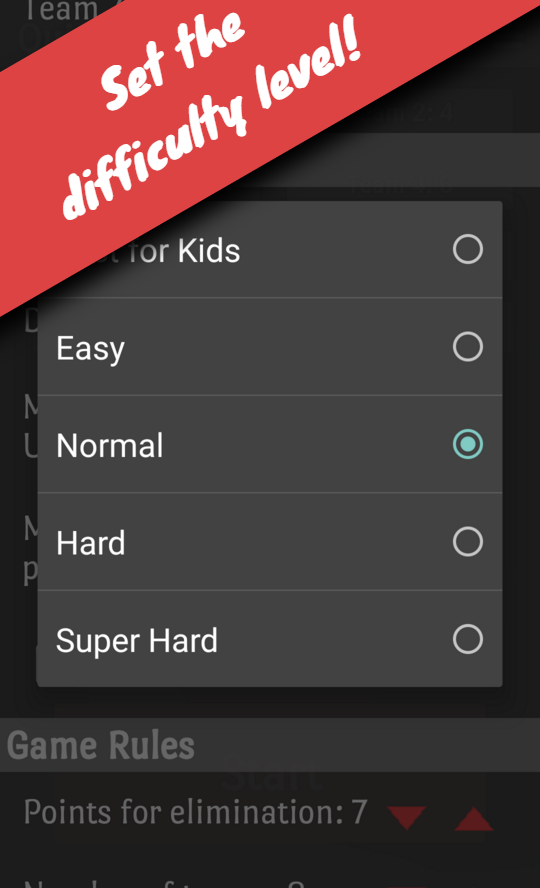 Team
Set the
difficulty level!
for Kids
Easy
Normal
Hard
Super Hard
Game Rules
Start
Points for elimination: 7